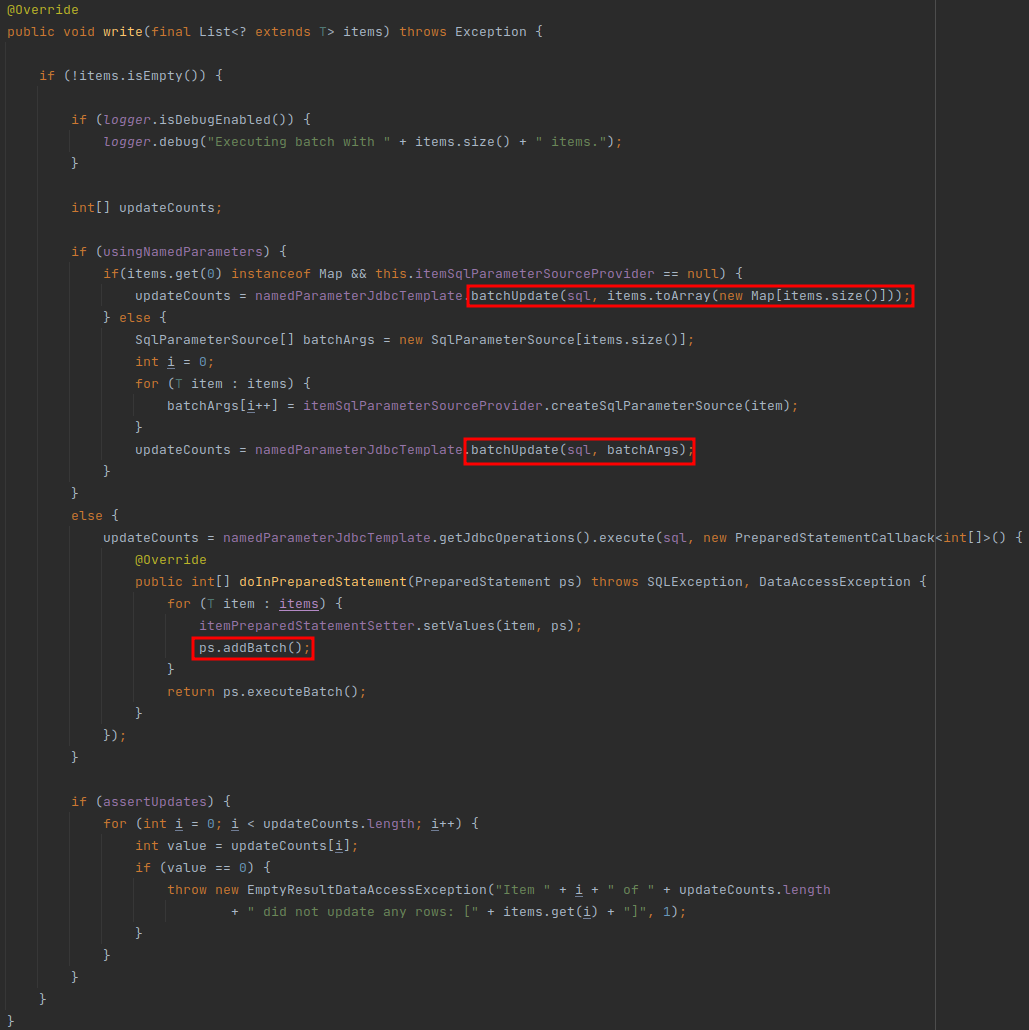 @Override
public void write(final List<? extends T> items) throws Exception {
if (!items.isEmpty()) {
if (logger.isDebugEnabled()) {
logger.debug("Executing batch with " + items.size() + " items.");
}
int[] updateCounts;
if (usingNamedParameters) {
if(items.get(0) instanceof Map && this.itemSqlParameterSourceProvider == null) {
updateCounts = namedParameterJdbcTemplate.batchUpdate(sql, items.toArray(new Map[items.size()]));
} else {
SqlParameterSource[] batchArgs = new SqlParameterSource[items.size()];
int i = 0;
for (T item : items) {
batchArgs[i++] = itemSqlParameterSourceProvider.createSqlParameterSource(item);
}
updateCounts = namedParameterJdbcTemplate.batchUpdate(sql, batchArgs);
}
}
else {
updateCounts = namedParameterJdbcTemplate.getJdbcOperations().execute(sql, new PreparedStatementCallback<int[]>() {
@Override
public int[] doInPreparedStatement(PreparedStatement ps) throws SQLException, DataAccessException {
for (T item : items) {
itemPreparedStatementSetter.setValues(item, ps);
ps.addBatch();
}
return ps.executeBatch();
}
});
}
if (assertUpdates) {
for (int i = 0; i < updateCounts.length; i++) {
int value = updateCounts[i];
if (value == 0) {
throw new EmptyResultDataAccessException("Item " + i + " of " + updateCounts.length
+ " did not update any rows: [" + items.get(i) + "]", 1);
}
}
}
}
}